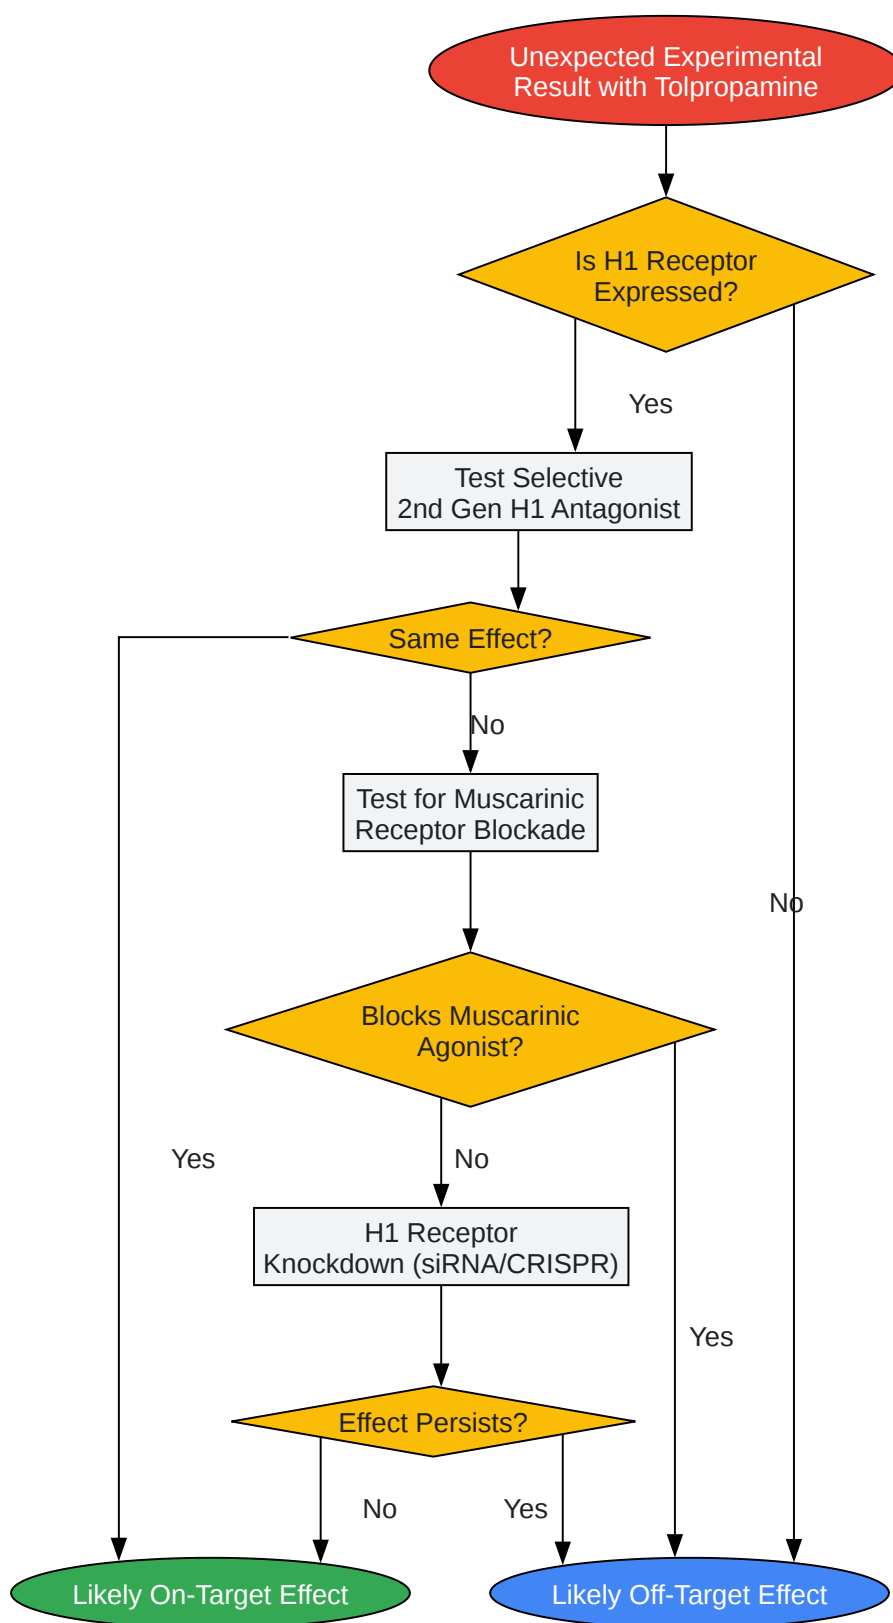 Unexpected Experimental
Result with Tolpropamine
Is H1 Receptor
Expressed?
Yes
Test Selective
2nd Gen H1 Antagonist
Same Effect?
No
Test for Muscarinic
Receptor Blockade
No
Blocks Muscarinic
Agonist?
Yes
No
H1 Receptor
Knockdown (siRNA/CRISPR)
Yes
Effect Persists?
No
Yes
Likely On-Target Effect
Likely Off-Target Effect